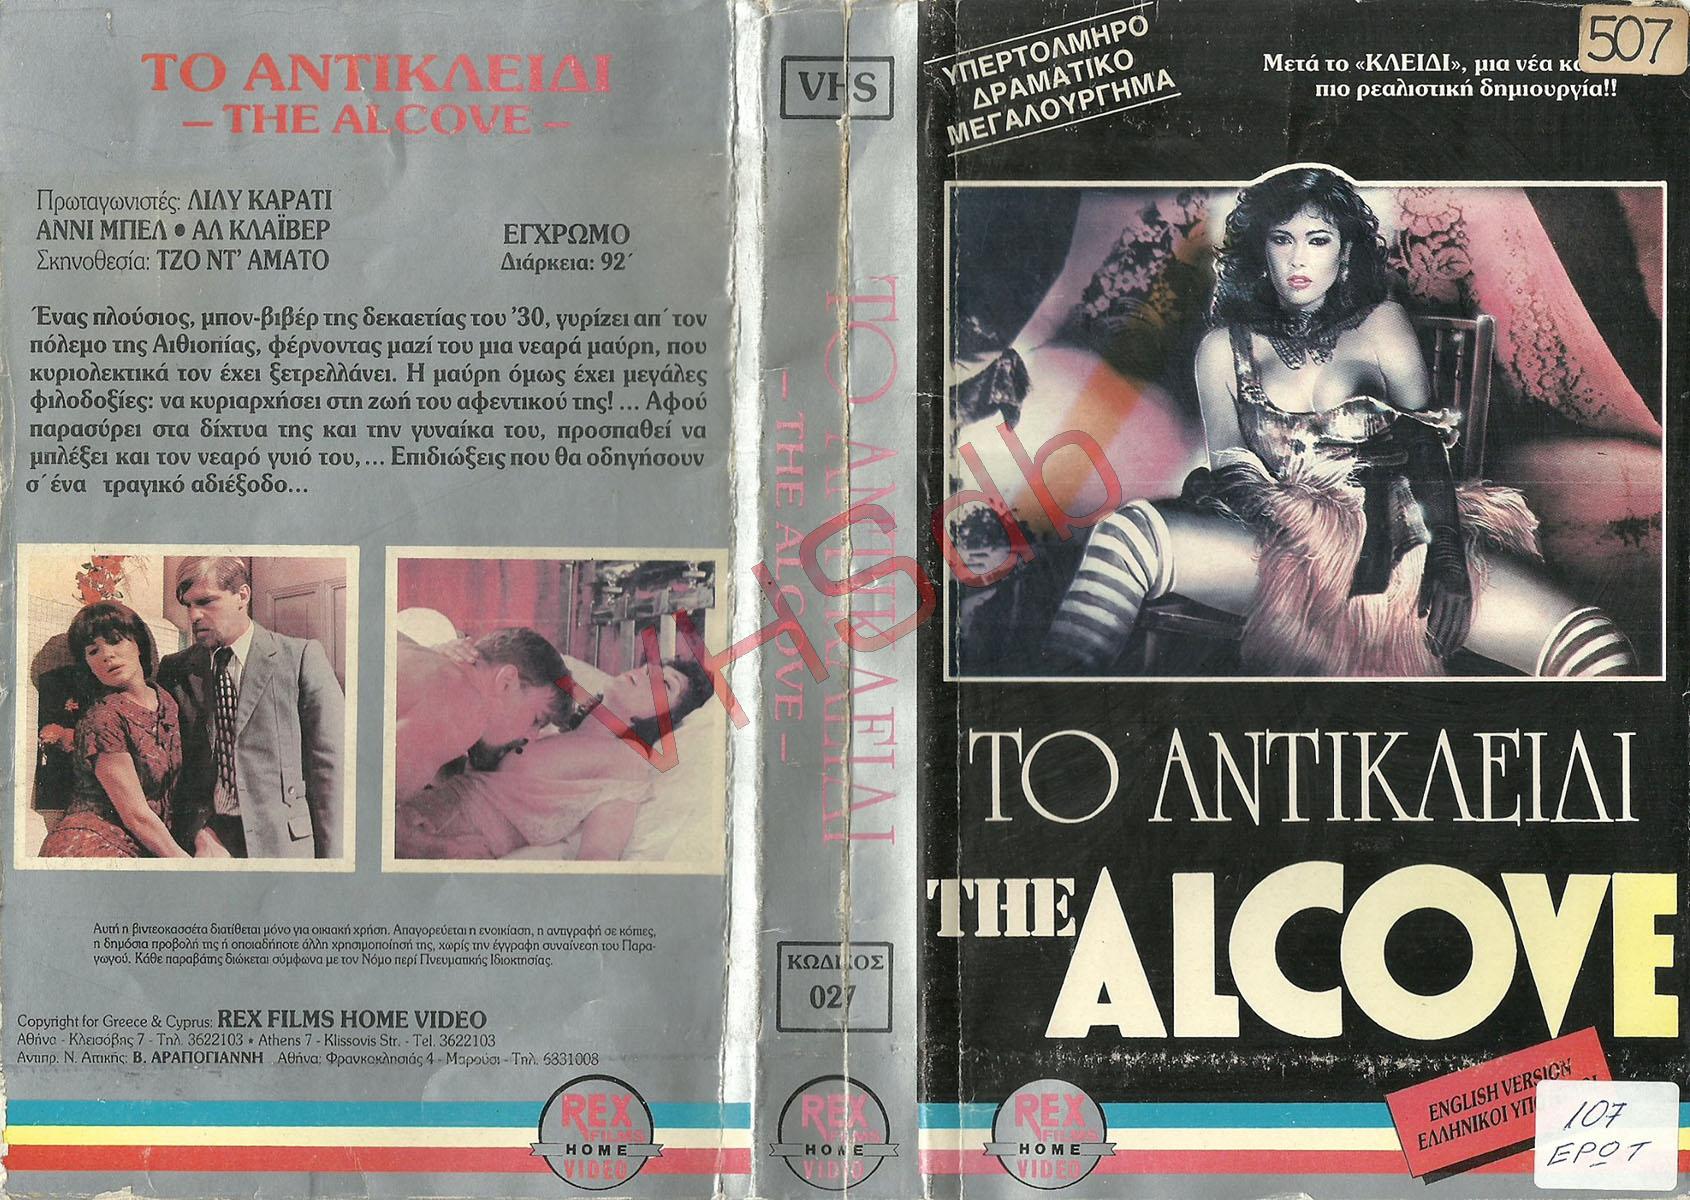 ΤΟ ΑΝΤΙΚΛΕΙΔΙ
– THE ALCOVE –
Πρωταγωνιστές: ΛΙΛΥ ΚΑΡΑΤΙ
ΑΝΝΙ ΜΠΕΛ • ΑΛ ΚΛΑΪΒΕΡ
Σκηνοθεσία: ΤΖΟ ΝΤ' ΑΜΑΤΟ
ΕΓΧΡΩΜΟ
Διάρκεια: 92΄
Ένας πλούσιος, μπον-βιβέρ της δεκαετίας του '30, γυρίζει απ΄ τον
πόλεμο της Αιθιοπίας, φέρνοντας μαζί του μια νεαρά μαύρη, που
κυριολεκτικά τον έχει ξετρελλάνει. Η μαύρη όμως έχει μεγάλες
φιλοδοξίες: να κυριαρχήσει στη ζωή του αφεντικού της! ... Αφού
παρασύρει στα δίχτυα της και την γυναίκα του, προσπαθεί να
μπλέξει και τον νεαρό γυιό του,... Επιδιώξεις που θα οδηγήσουν
σ΄ ένα τραγικό αδιέξοδο...
Αυτή η βιντεοκασσέτα διατίθεται μόνο για οικιακή χρήση. Απαγορεύεται η ενοικίαση, η αντιγραφή σε κόπιες,
η δημόσια προβολή της ή οποιαδήποτε άλλη χρησιμοποίησή της, χωρίς την έγγραφη συναίνεση του Παρα-
γωγού. Κάθε παραβάτης διώκεται σύμφωνα με τον Νόμο περί Πνευματικής Ιδιοκτησίας.
Copyright for Greece & Cyprus: REX FILMS HOME VIDEO
Αθήνα - Κλεισόβης 7 - Τηλ. 3622103 • Athens 7 - Klissovis Str. - Tel. 3622103
Αντιπρ. Ν. Αττικής: Β. ΑΡΑΠΟΓΙΑΝΝΗ Αθήνα: Φραγκοκλησιάς 4 - Μαρούσι - Τηλ. 6831008
REX
FILMS
HOME
VIDEO
VHS
ΤΟ ΑΝΤΙΚΛΕΙΔΙ
– THE ALCOVE –
ΚΩΔΙΚΟΣ
027
REX
FILMS
HOME
VIDEO
ΥΠΕΡΤΟΛΜΗΡΟ
ΔΡΑΜΑΤΙΚΟ
ΜΕΓΑΛΟΥΡΓΗΜΑ
507
Μετά το «ΚΛΕΙΔΙ», μια νέα
πιο ρεαλιστική δημιουργία!!
ΤΟ ΑΝΤΙΚΛΕΙΔΙ
THE ALCOVE
ENGLISH VERSION
ΕΛΛΗΝΙΚΟΙ
107
ΕΡΩΤ
REX
FILMS
HOME
VIDEO
VHSdb